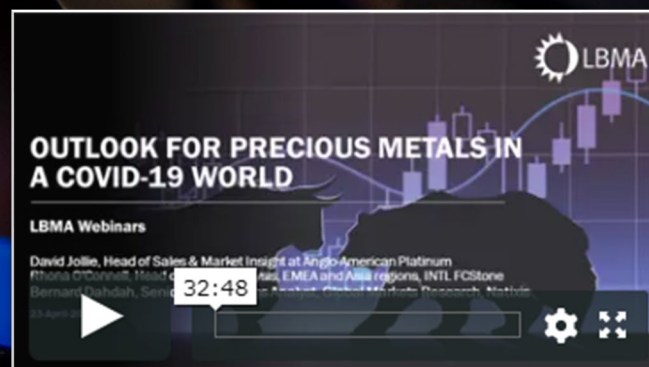 LBMA
OUTLOOK FOR PRECIOUS METALS IN
A COVID-19 WORLD
LBMA Webinars
David Jollie, Head of Sales & Market Insight at Anglo American Platinum
Rhona O'Connell, Head EMEA and Asia regions, INTL FCStone
Bernard Dahdah, Analyst, Global Markets Research, Natixis
32:48